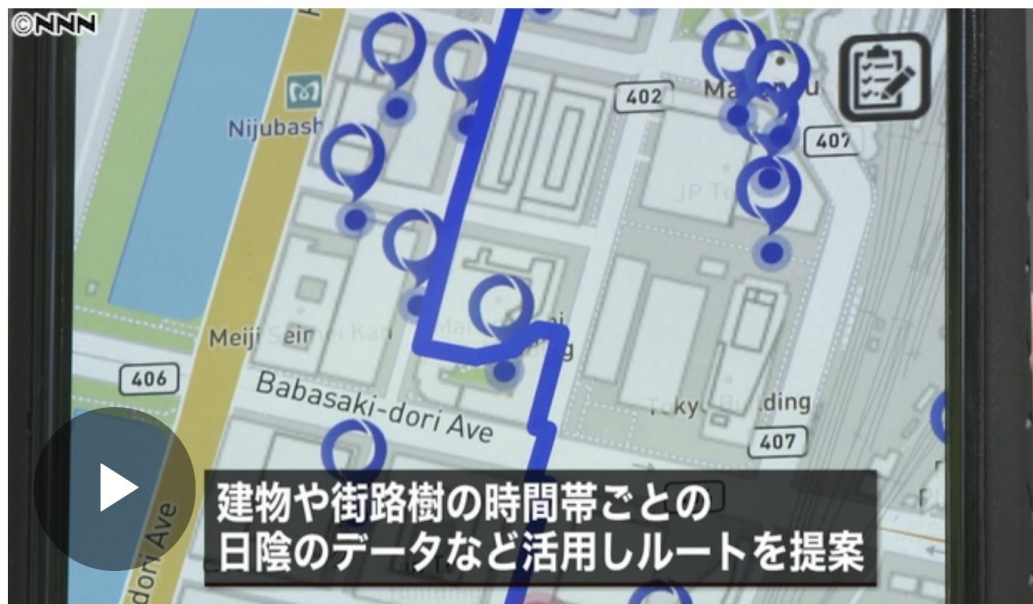 ©NNN
402
407
Nijubash
JP To
Meiji
406
Babasaki-dori Ave
407
dori Ave
建物や街路樹の時間帯ごとの
日陰のデータなど活用しルートを提案